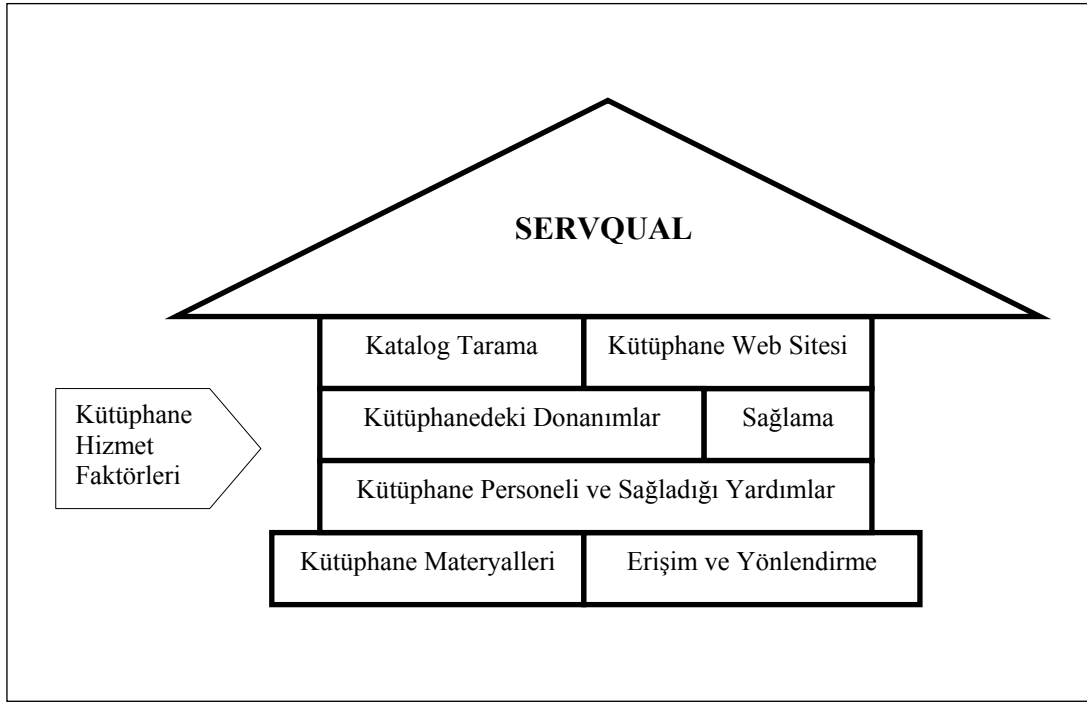 SERVQUAL
Katalog Tarama
Kütüphane Web Sitesi
Kütüphane
Hizmet
Faktörleri
Kütüphanedeki Donanımlar
Sağlama
Kütüphane Personeli ve Sağladığı Yardımlar
Kütüphane Materyalleri
Erişim ve Yönlendirme